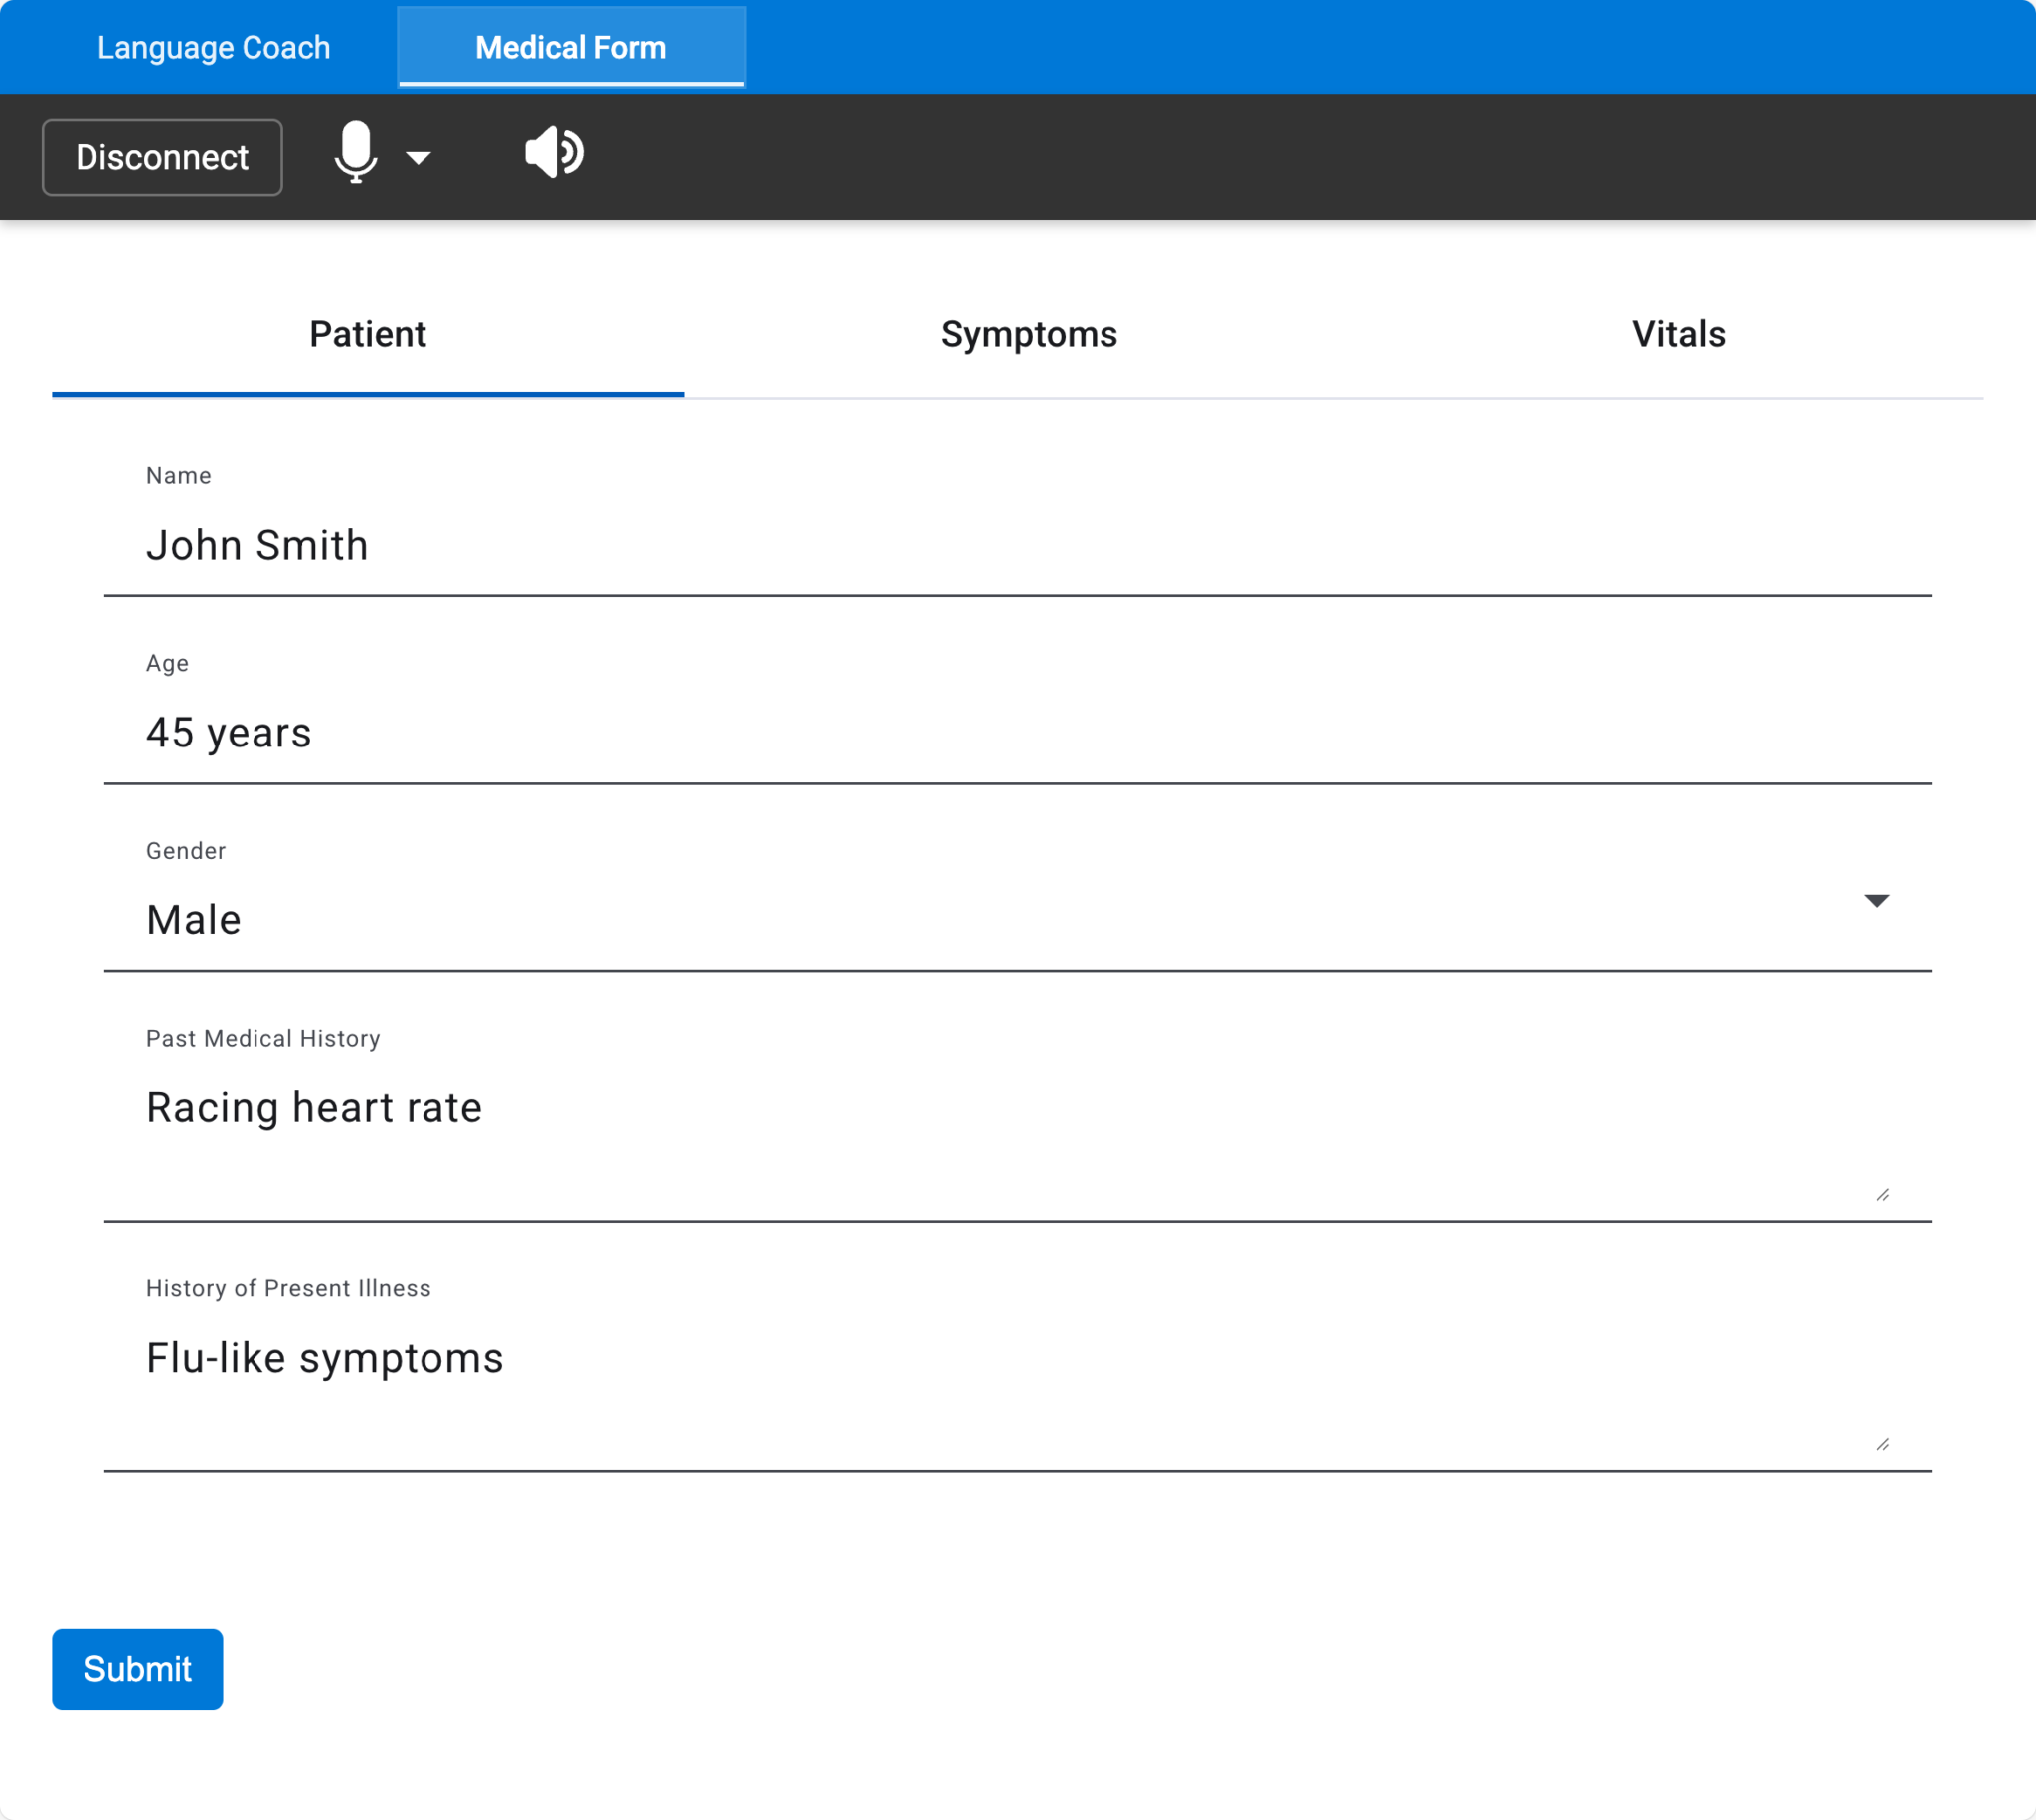 Language Coach Medical Form
Disconnect
Patient Symptoms Vitals
Name
John Smith
Age
45 years
Gender
Male
Past Medical History
Racing heart rate
History of Present Illness
Flu-like symptoms
Submit